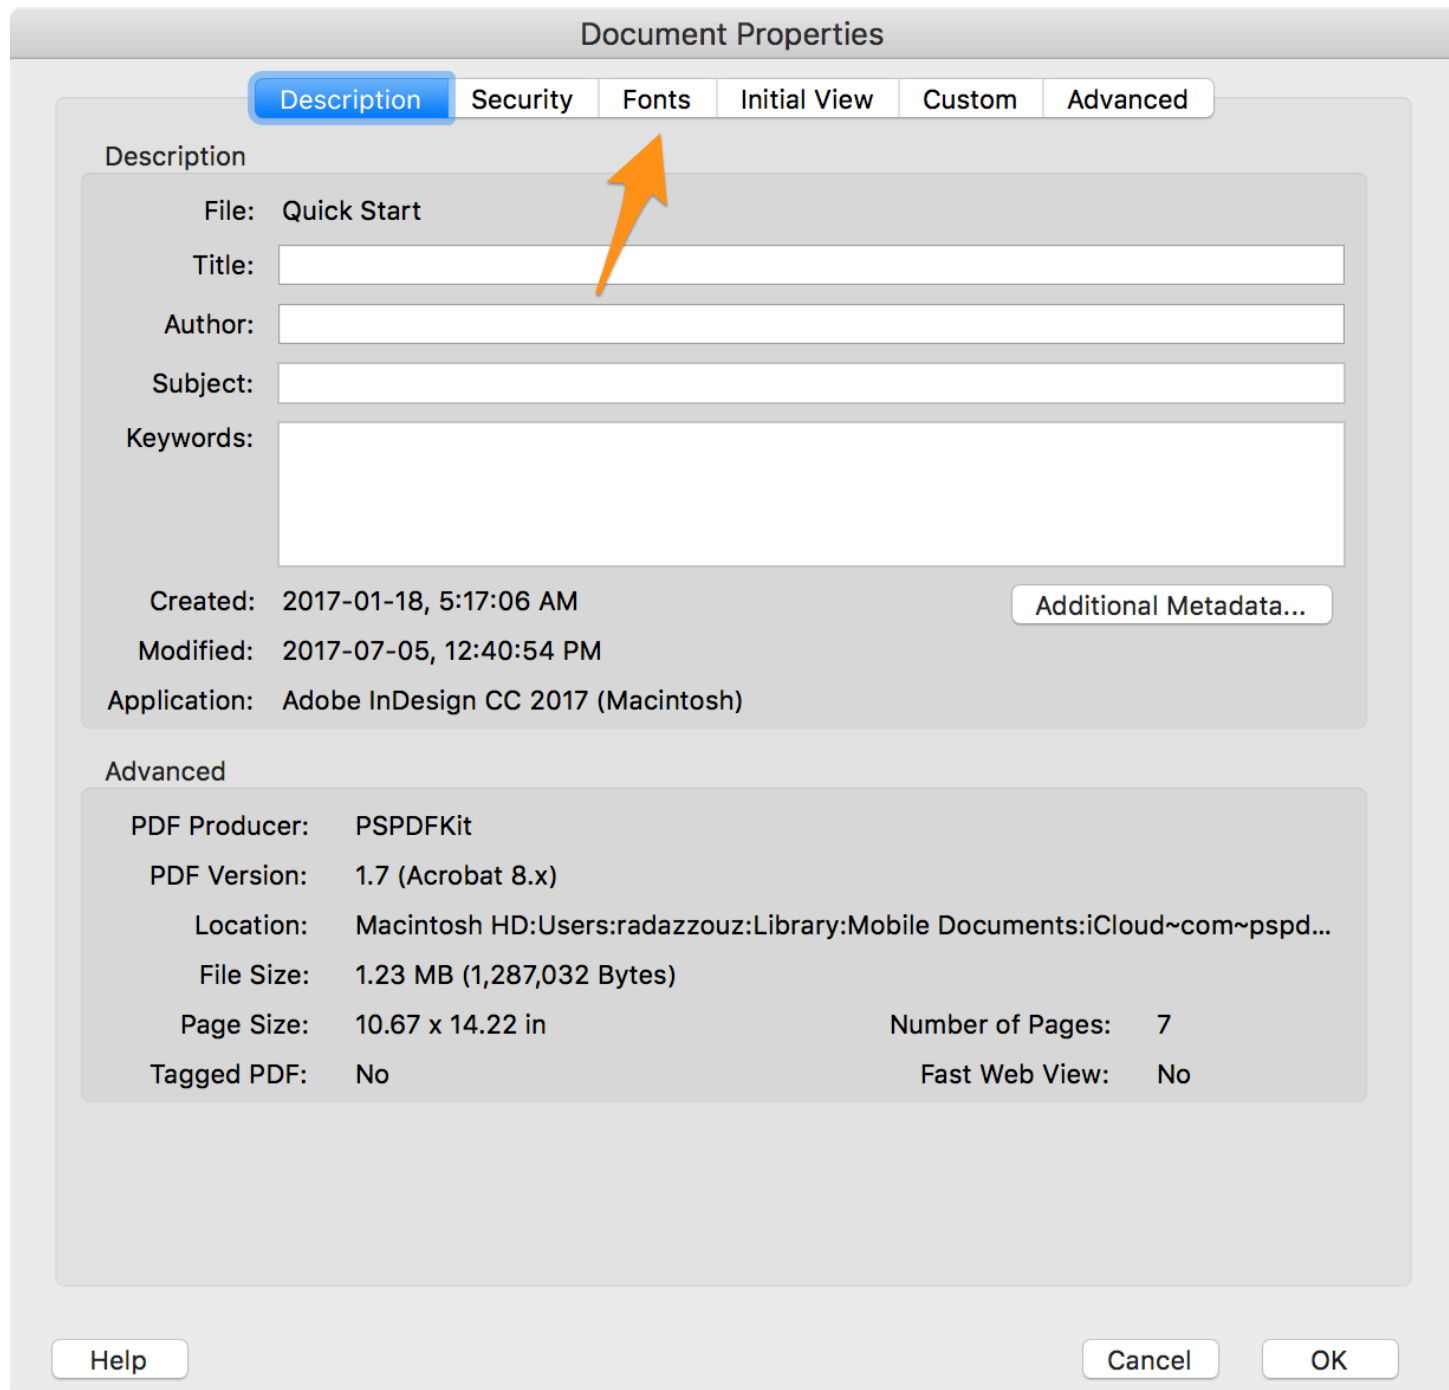 Document Properties
Description Security Fonts Initial View Custom Advanced
Description
File: Quick Start
Title:
Author:
Subject:
Keywords:
Created: 2017-01-18, 5:17:06 AM
Additional Metadata...
Modified: 2017-07-05, 12:40:54 PM
Application: Adobe InDesign CC 2017 (Macintosh)
Advanced
PDF Producer: PSPDFKit
PDF Version: 1.7 (Acrobat 8.x)
Location: Macintosh HD:Users:radazzouz:Library:Mobile Documents:iCloud~com~pspd...
File Size: 1.23 MB (1,287,032 Bytes)
Page Size: 10.67 x 14.22 in Number of Pages: 7
Tagged PDF: No Fast Web View: No
Help Cancel OK